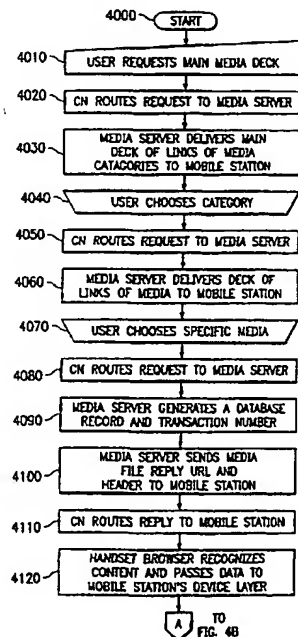 4000
START
4010
USER REQUESTS MAIN MEDIA DECK
4020
CN ROUTES REQUEST TO MEDIA SERVER
4030
MEDIA SERVER DELIVERS MAIN
DECK OF LINKS OF MEDIA
CATAGORIES TO MOBILE STATION
4040
USER CHOOSES CATEGORY
4050
CN ROUTES REQUEST TO MEDIA SERVER
4060
MEDIA SERVER DELIVERS DECK OF
LINKS OF MEDIA TO MOBILE STATION
4070
USER CHOOSES SPECIFIC MEDIA
4080
CN ROUTES REQUEST TO MEDIA SERVER
4090
MEDIA SERVER GENERATES A DATABASE
RECORD AND TRANSACTION NUMBER
4100
MEDIA SERVER SENDS MEDIA
FILE REPLY URL AND
HEADER TO MOBILE STATION
4110
CN ROUTES REPLY TO MOBILE STATION
4120
HANDSET BROWSER RECOGNIZES
CONTENT AND PASSES DATA TO
MOBILE STATION'S DEVICE LAYER
A
TO
FIG. 4B